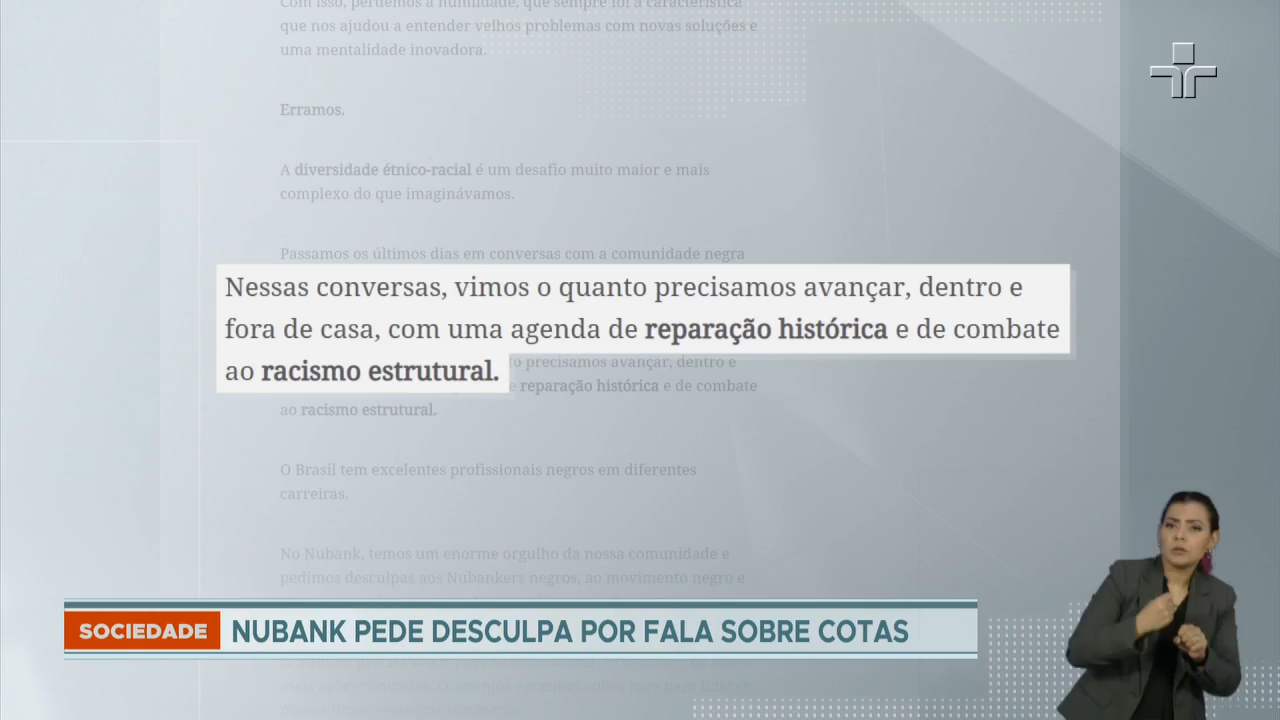 Com isso, perdemos a humildade, que sempre foi a característica
que nos ajudou a entender velhos problemas com novas soluções e
uma mentalidade inovadora.
Erramos.
A diversidade étnico-racial é um desafio muito maior e mais
complexo do que imaginávamos.
Passamos os últimos dias em conversas com a comunidade negra
Nessas conversas, vimos o quanto precisamos avançar, dentro e
fora de casa, com uma agenda de reparação histórica e de combate
ao racismo estrutural.
precisamos avançar, dentro e
e reparação histórica e de combate
ao racismo estrutural.
O Brasil tem excelentes profissionais negros em diferentes
carreiras.
No Nubank, temos um enorme orgulho da nossa comunidade e
pedimos desculpas aos Nubankers negros, ao movimento negro e
SOCIEDADE NUBANK PEDE DESCULPA POR FALA SOBRE COTAS